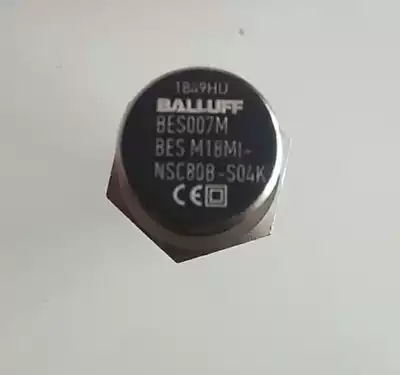 1849HU
BALLUFF
BES007M
BES M18MI-
NSC80B-S04K
CE